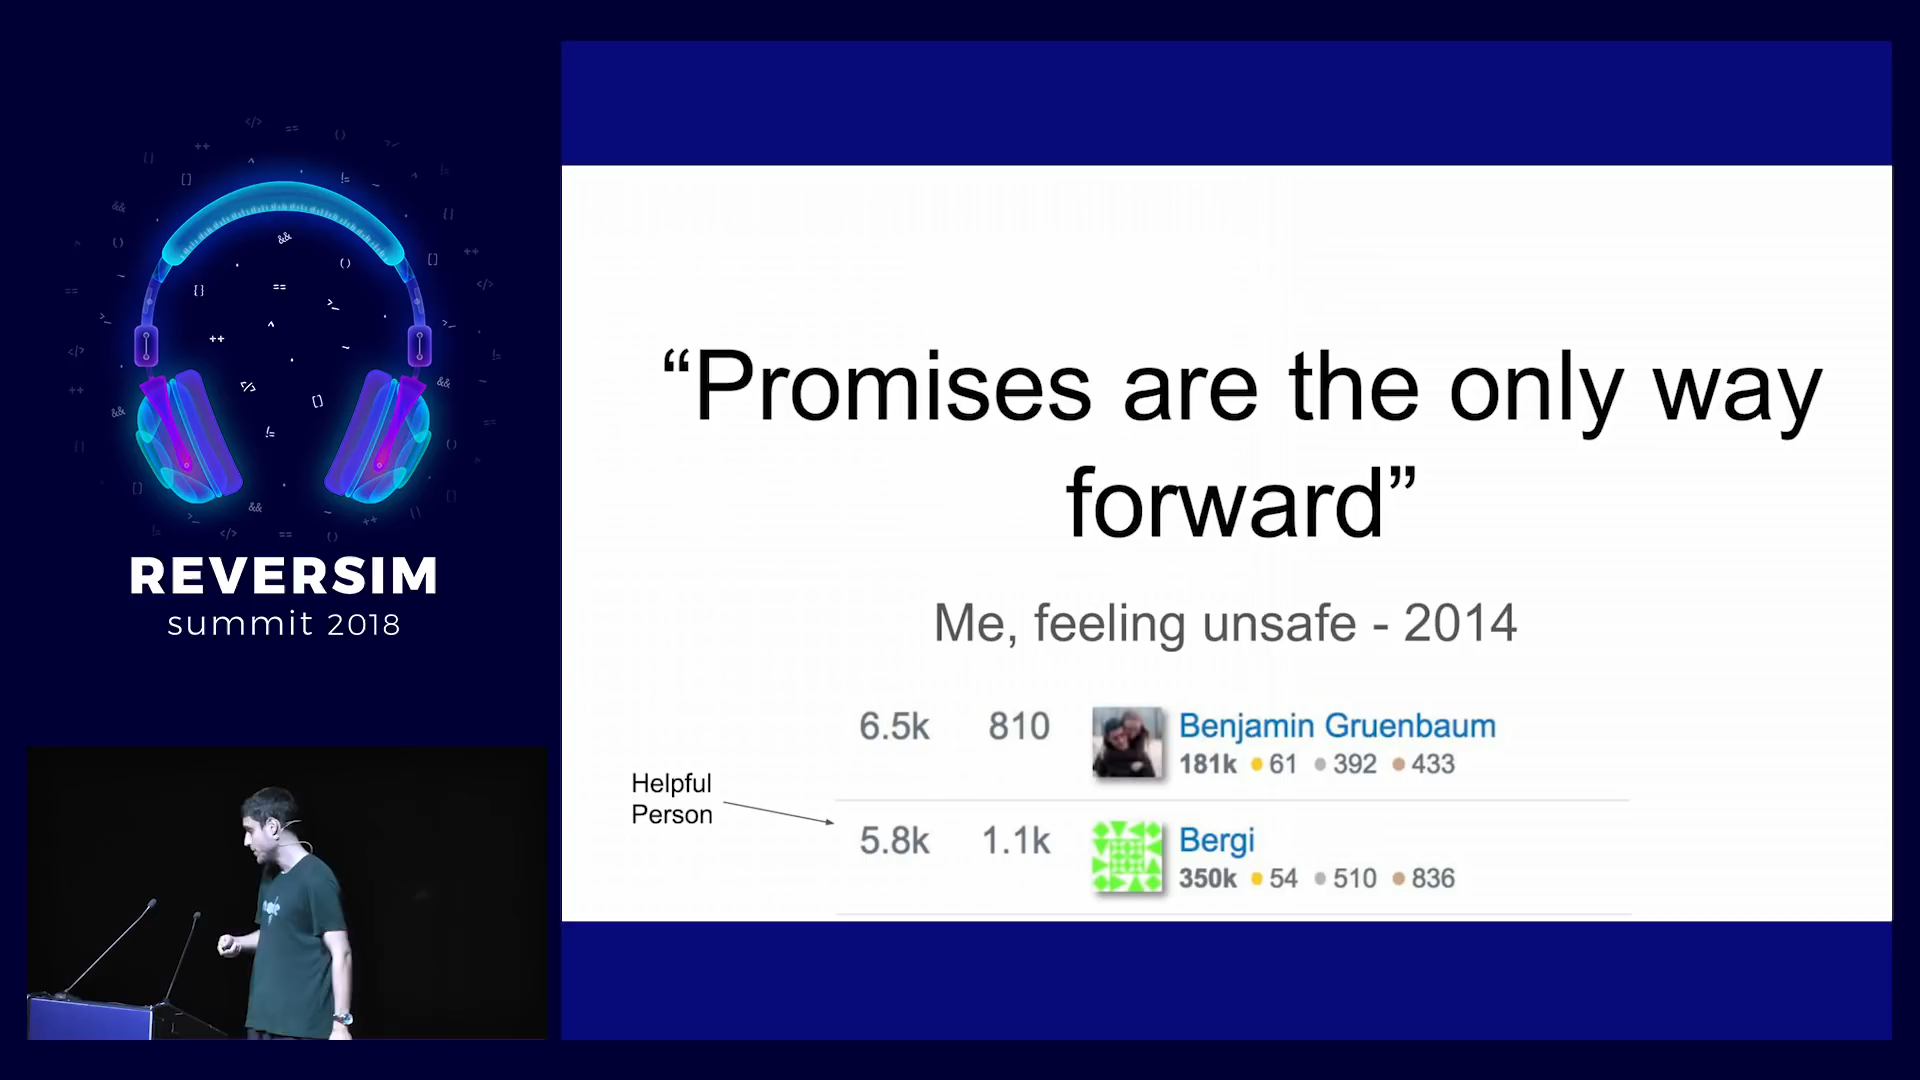 REVERSIM
summit 2018
“Promises are the only way
forward”
Me, feeling unsafe - 2014
6.5k 810 Benjamin Gruenbaum
181k 61 392 433
Helpful
Person
5.8k 1.1k Bergi
350k 54 510 836